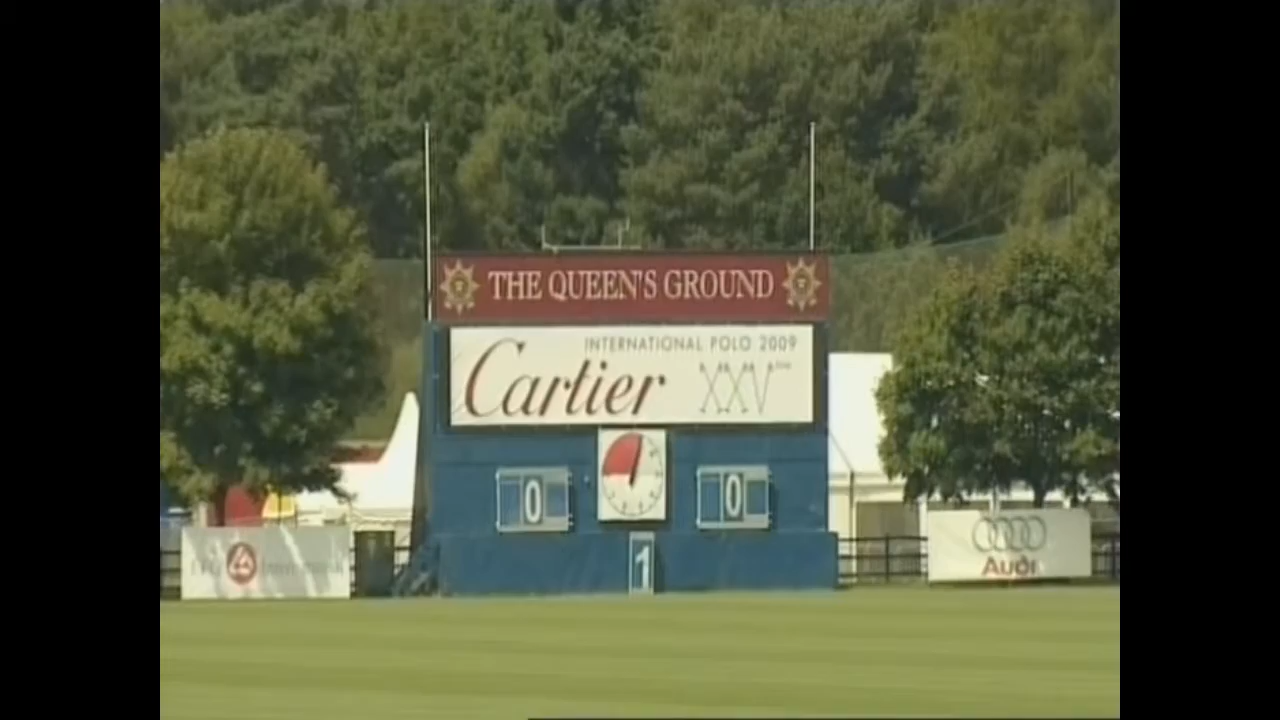 THE QUEEN'S GROUND
INTERNATIONAL POLO 2009
Cartier XXV
0 0
1
Audi